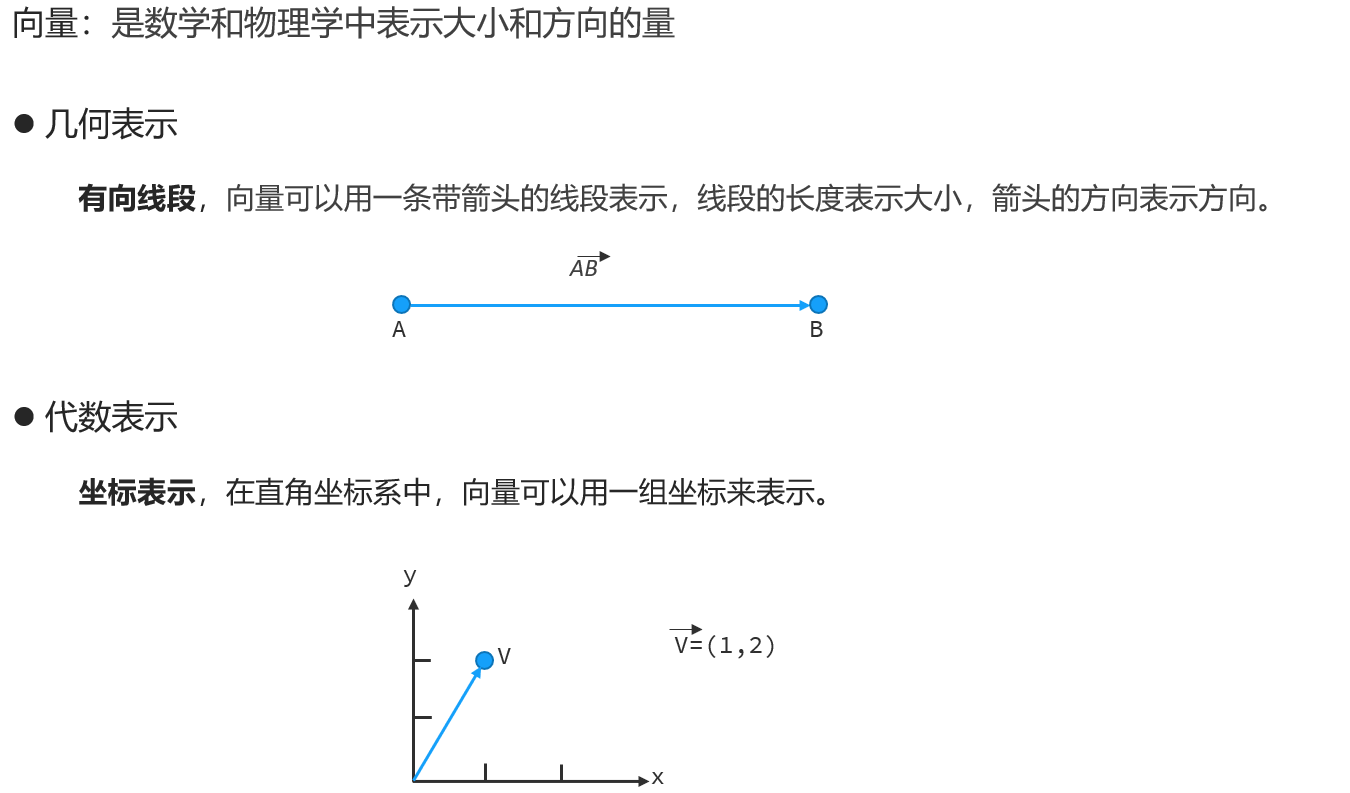 向量：是数学和物理学中表示大小和方向的量
● 几何表示
有向线段，向量可以用一条带箭头的线段表示，线段的长度表示大小，箭头的方向表示方向。
AB
A
B
● 代数表示
坐标表示，在直角坐标系中，向量可以用一组坐标来表示。
y
V=(1,2)
V
x